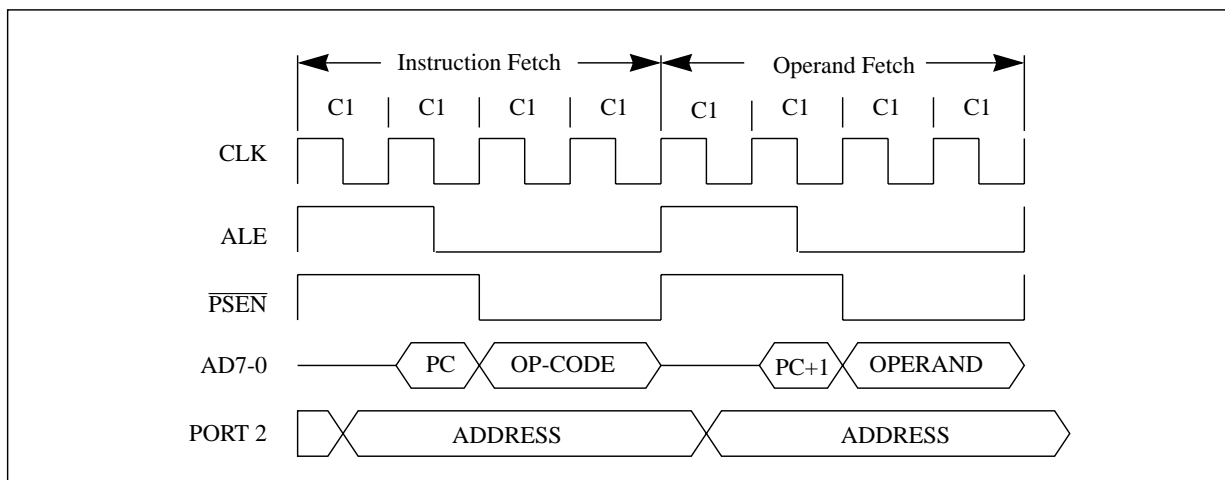 Instruction Fetch Operand Fetch
C1 C1 C1 C1 C1 C1 C1 C1
CLK
ALE
PSEN
AD7-0 PC OP-CODE PC+1 OPERAND
PORT 2 ADDRESS ADDRESS